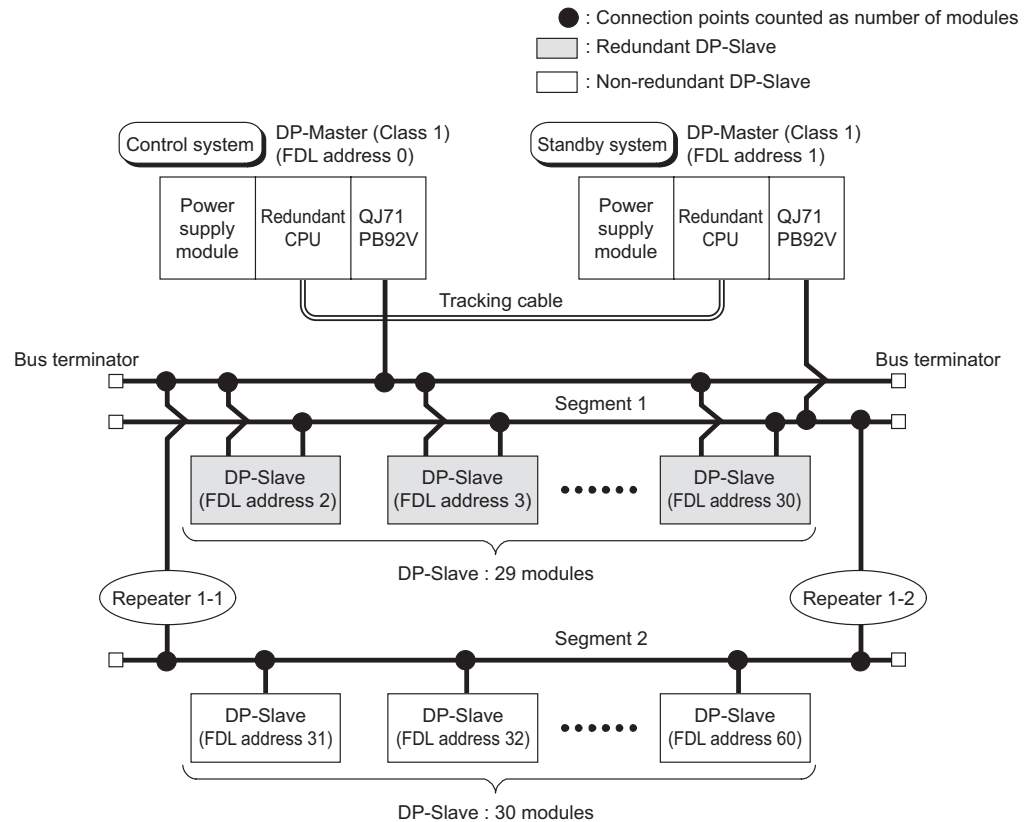 : Connection points counted as number of modules
: Redundant DP-Slave
: Non-redundant DP-Slave
Control system
DP-Master (Class 1)
(FDL address 0)
Standby system
DP-Master (Class 1)
(FDL address 1)
Power
supply
module
Redundant
CPU
QJ71
PB92V
Power
supply
module
Redundant
CPU
QJ71
PB92V
Tracking cable
Bus terminator
Bus terminator
Segment 1
DP-Slave
(FDL address 2)
DP-Slave
(FDL address 3)
DP-Slave
(FDL address 30)
DP-Slave : 29 modules
Repeater 1-1
Repeater 1-2
Segment 2
DP-Slave
(FDL address 31)
DP-Slave
(FDL address 32)
DP-Slave
(FDL address 60)
DP-Slave : 30 modules